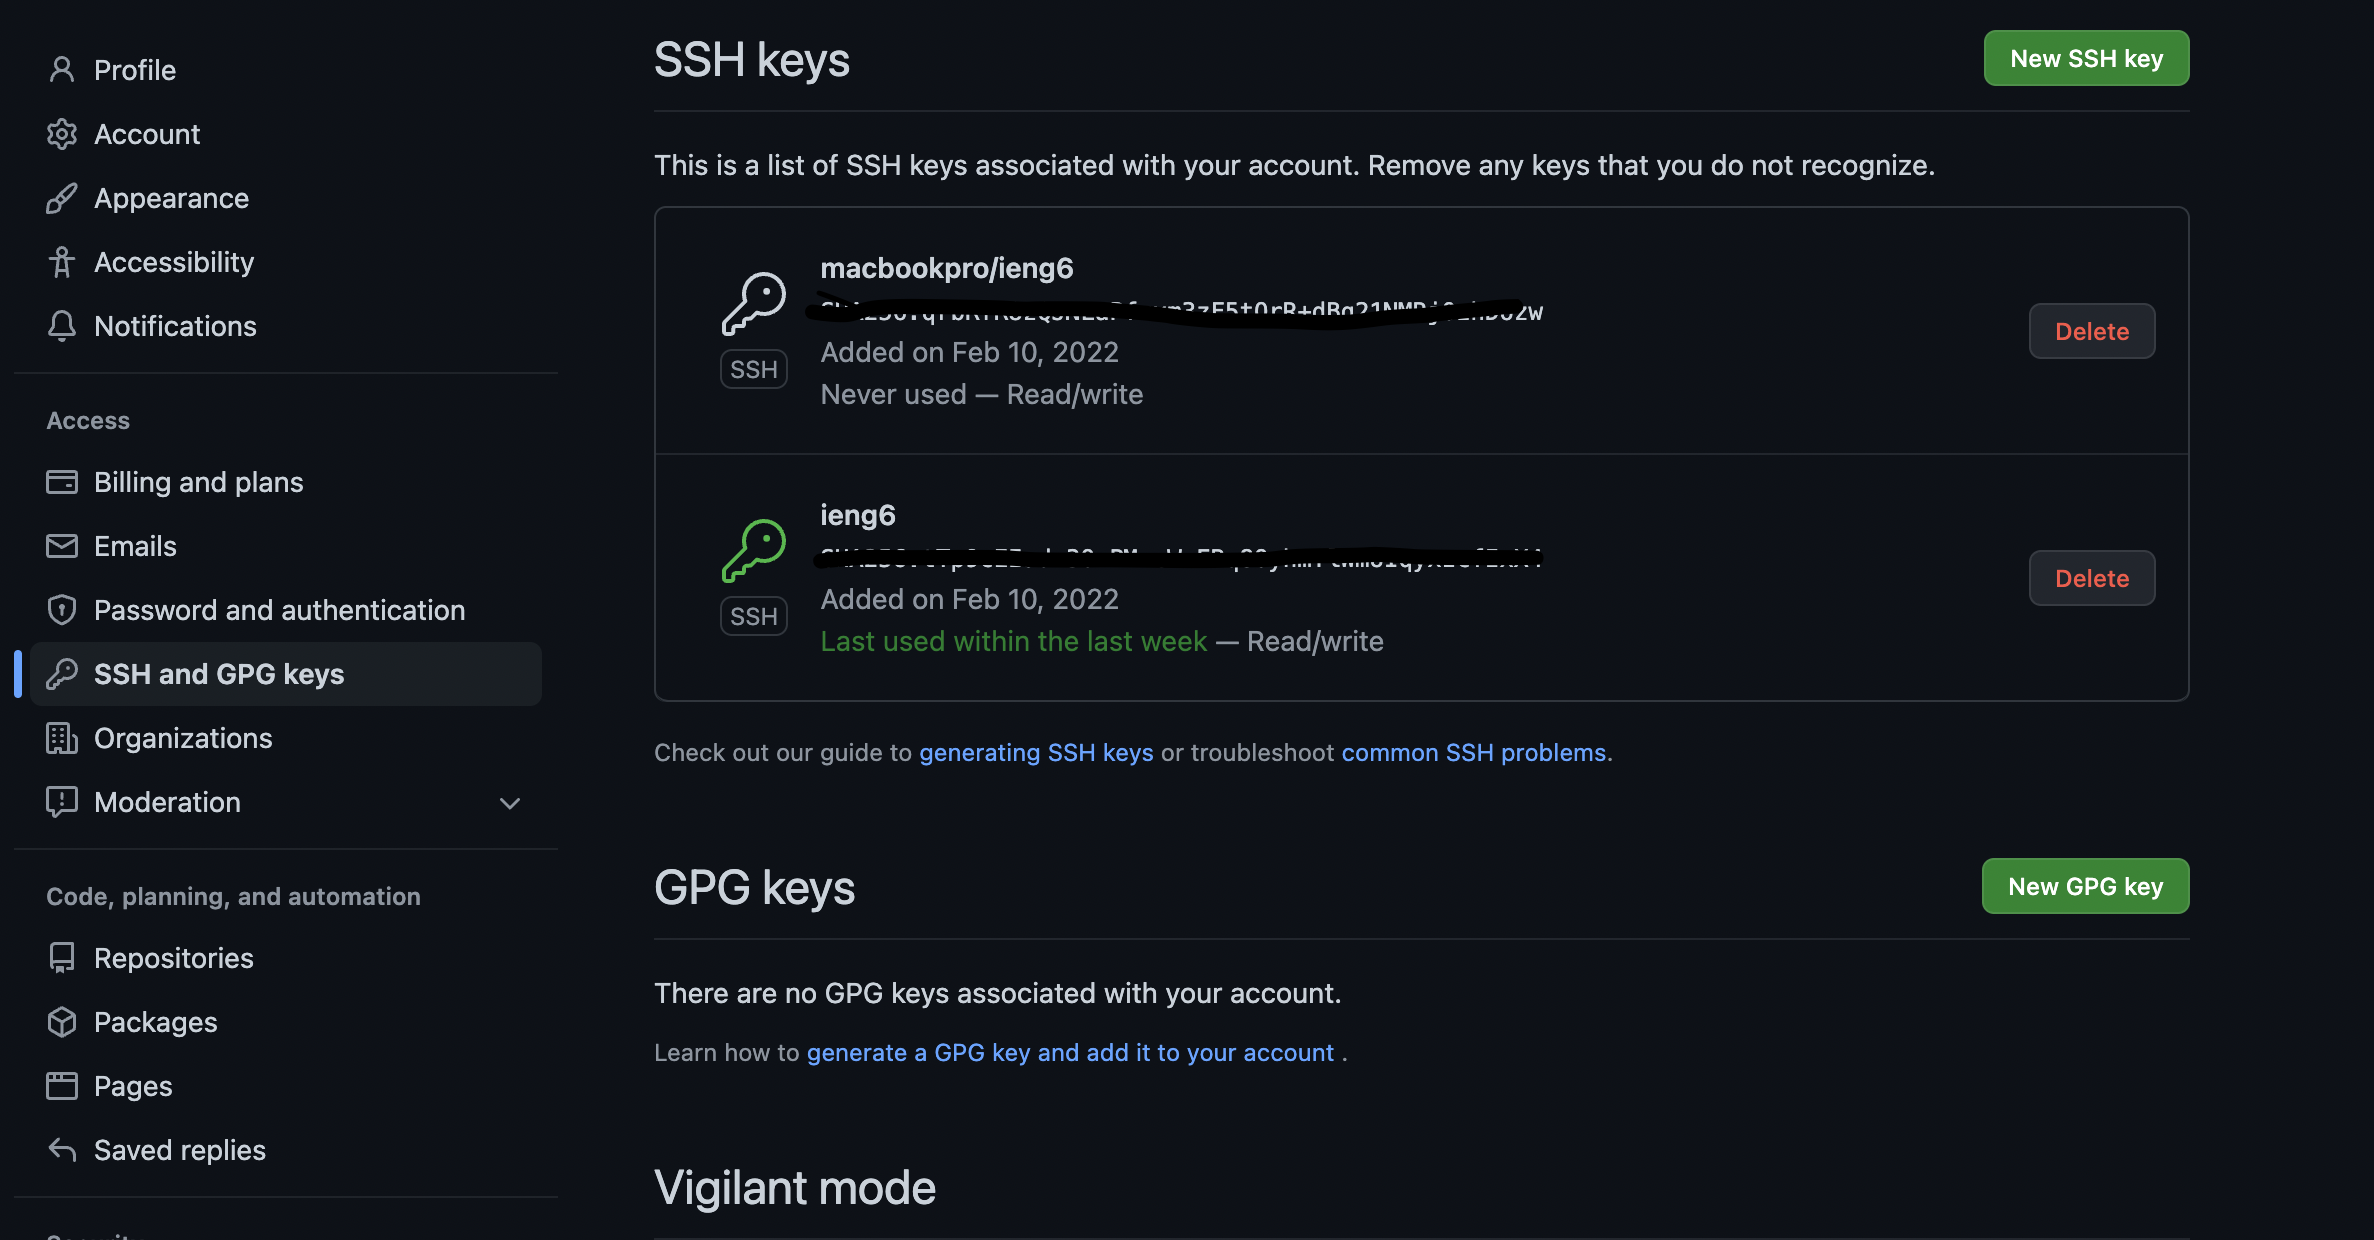 Profile
Account
Appearance
Accessibility
Notifications
Access
Billing and plans
Emails
Password and authentication
SSH and GPG keys
Organizations
Moderation
Code, planning, and automation
Repositories
Packages
Pages
Saved replies
SSH keys
New SSH key
This is a list of SSH keys associated with your account. Remove any keys that you do not recognize.
macbookpro/ieng6
SSH
Added on Feb 10, 2022
Never used — Read/write
Delete
ieng6
SSH
Added on Feb 10, 2022
Last used within the last week — Read/write
Delete
Check out our guide to generating SSH keys or troubleshoot common SSH problems.
GPG keys
New GPG key
There are no GPG keys associated with your account.
Learn how to generate a GPG key and add it to your account .
Vigilant mode